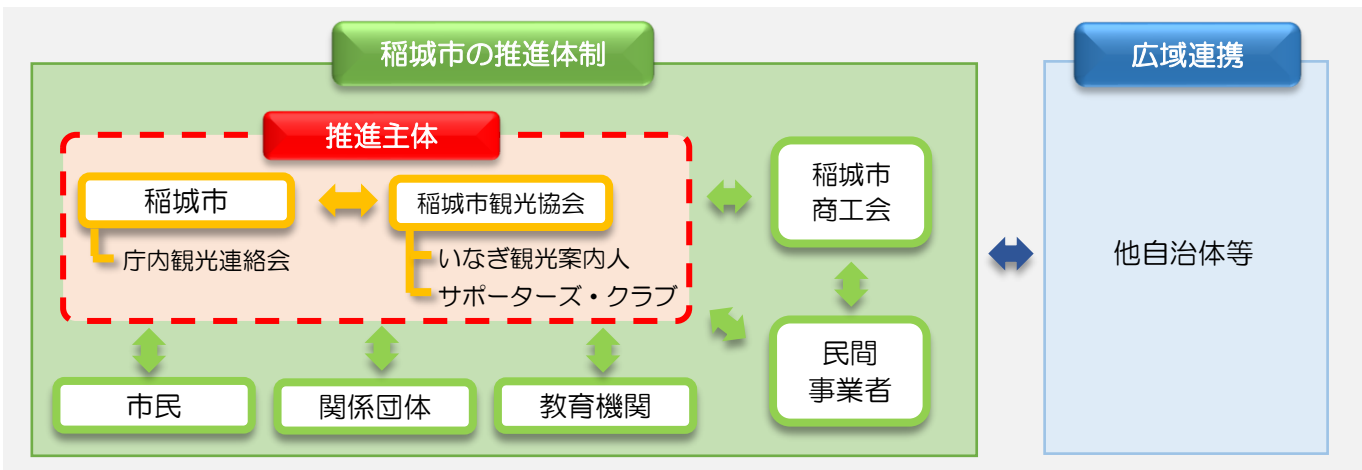 稲城市の推進体制
広域連携
推進主体
稲城市
庁内観光連絡会
稲城市観光協会
いなぎ観光案内人
サポーターズ・クラブ
稲城市
商工会
民間
事業者
市民
関係団体
教育機関
他自治体等